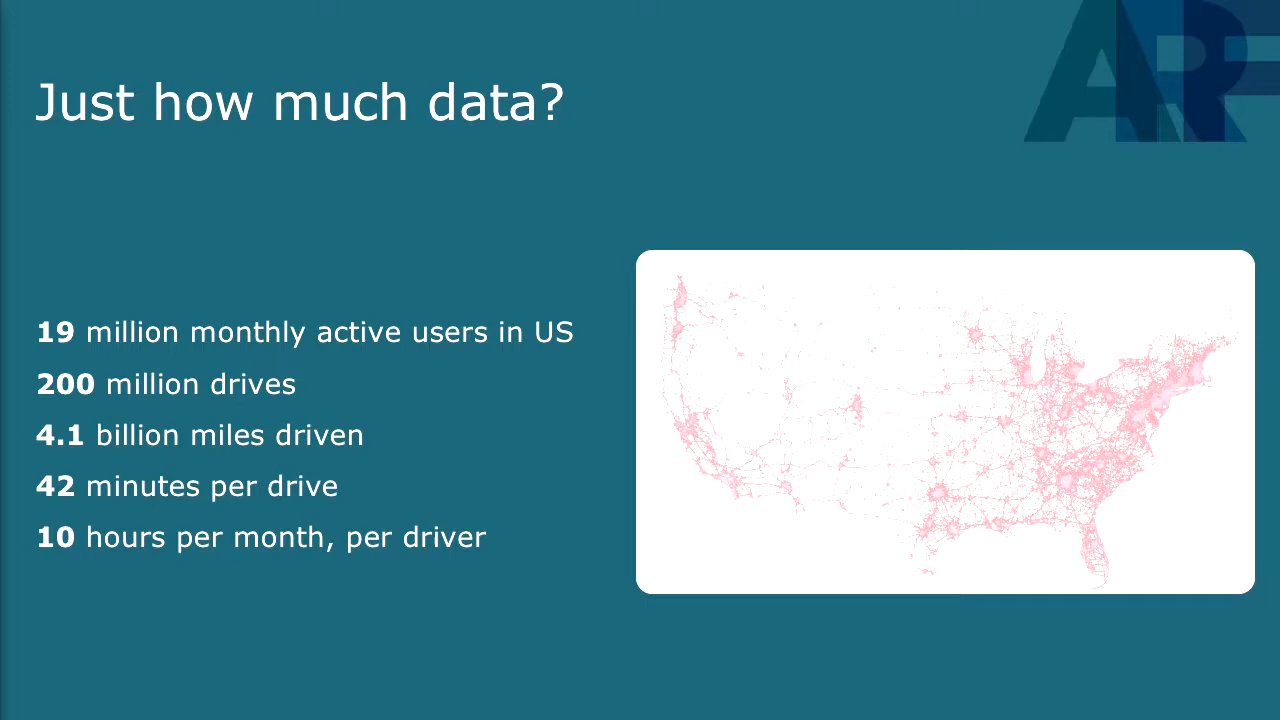 ARF
Just how much data?
19 million monthly active users in US
200 million drives
4.1 billion miles driven
42 minutes per drive
10 hours per month, per driver